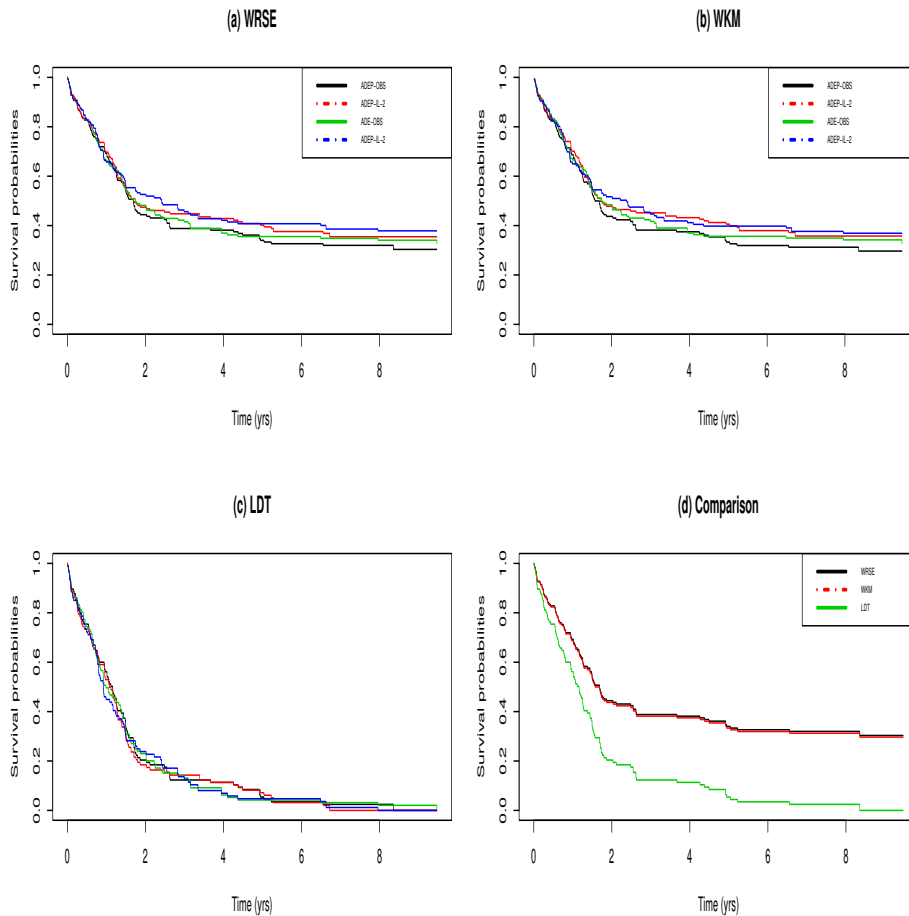 (a) WRSE
Survival probabilities
1.0
0.8
0.6
0.4
0.2
0.0
ADEP-OBS
ADEP-IL-2
ADE-OBS
ADEP-IL-2
0 2 4 6 8
Time (yrs)
(b) WKM
Survival probabilities
1.0
0.8
0.6
0.4
0.2
0.0
ADEP-OBS
ADEP-IL-2
ADE-OBS
ADEP-IL-2
0 2 4 6 8
Time (yrs)
(c) LDT
Survival probabilities
1.0
0.8
0.6
0.4
0.2
0.0
0 2 4 6 8
Time (yrs)
(d) Comparison
Survival probabilities
1.0
0.8
0.6
0.4
0.2
0.0
WRSE
WKM
LDT
0 2 4 6 8
Time (yrs)